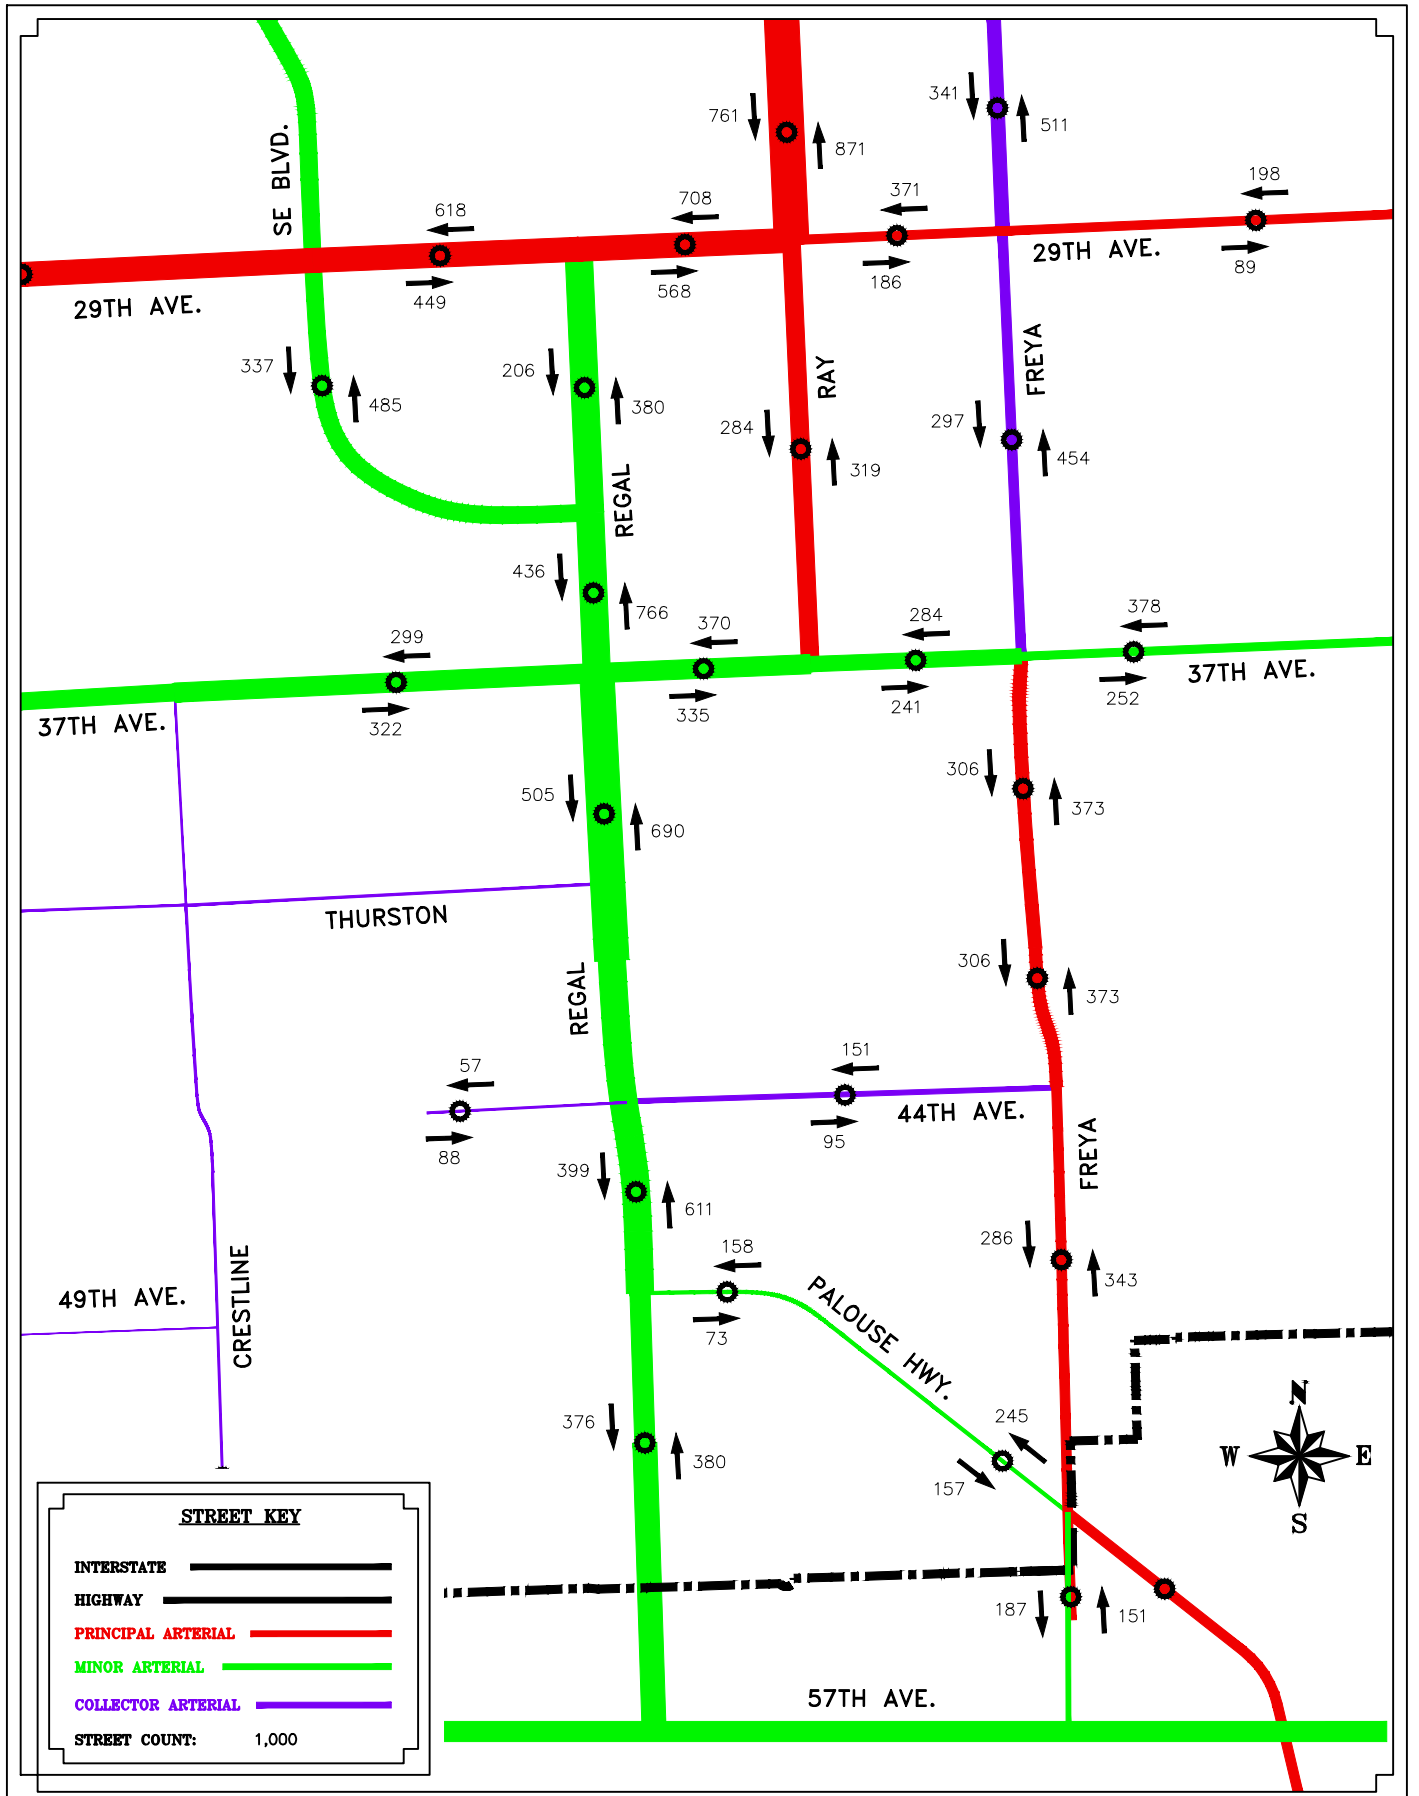 341
761
511
871
SE BLVD.
198
371
708
618
29TH AVE.
89
186
568
449
29TH AVE.
FREYA
RAY
337
206
485
380
297
284
454
319
REGAL
436
766
378
284
370
299
37TH AVE.
252
241
335
322
37TH AVE.
306
373
505
690
THURSTON
306
373
REGAL
151
57
44TH AVE.
95
88
FREYA
399
611
286
343
158
73
PALOUSE HWY.
49TH AVE.
CRESTLINE
N
W
E
S
376
380
245
157
187
151
57TH AVE.
STREET KEY
INTERSTATE
HIGHWAY
PRINCIPAL ARTERIAL
MINOR ARTERIAL
COLLECTOR ARTERIAL
STREET COUNT: 1,000